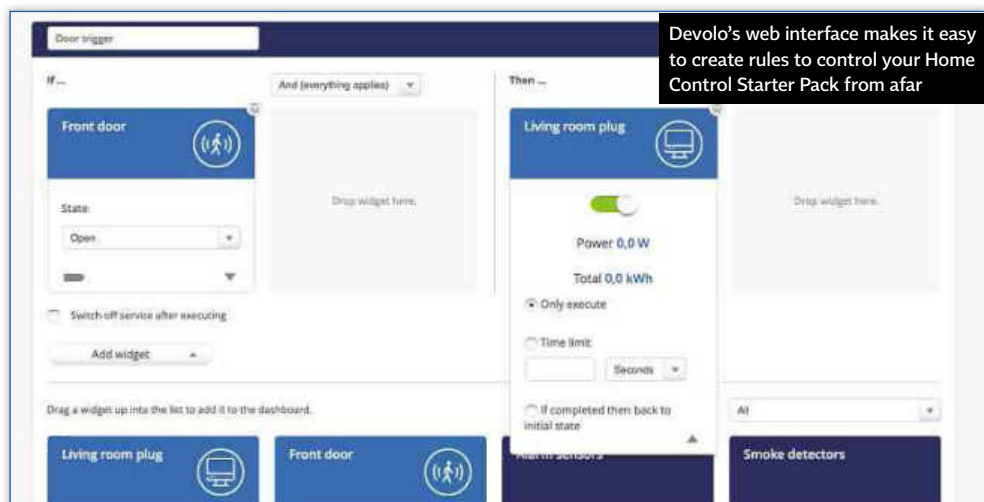 Devolo's web interface makes it easy
to create rules to control your Home
Control Starter Pack from afar
Door trigger
If ...
And (everything applies)
Then ...
Front door
State:
Open
Drop widget here.
Living room plug
Power 0,0 W
Total 0,0 kWh
Only execute
Time limit
Seconds
If completed then back to
initial state
Drop widget here.
Switch off service after executing
Add widget
Drag a widget up into the list to add it to the dashboard.
All
Living room plug
Front door
Alarm sensors
Smoke detectors